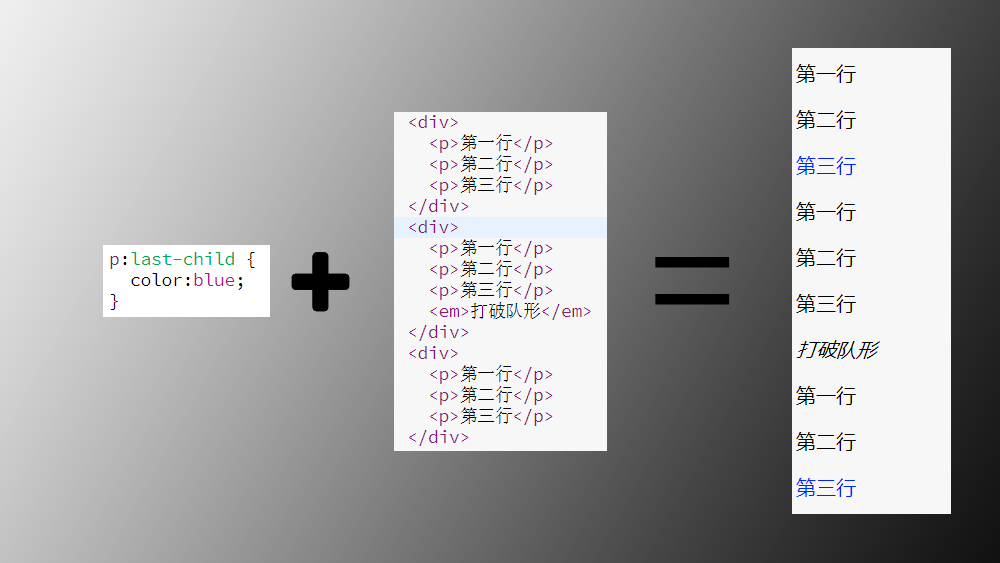 p:last-child {
  color:blue;
}
<div>
  <p>第一行</p>
  <p>第二行</p>
  <p>第三行</p>
</div>
<div>
  <p>第一行</p>
  <p>第二行</p>
  <p>第三行</p>
  <em>打破队形</em>
</div>
<div>
  <p>第一行</p>
  <p>第二行</p>
  <p>第三行</p>
</div>
第一行
第二行
第三行
第一行
第二行
第三行
打破队形
第一行
第二行
第三行